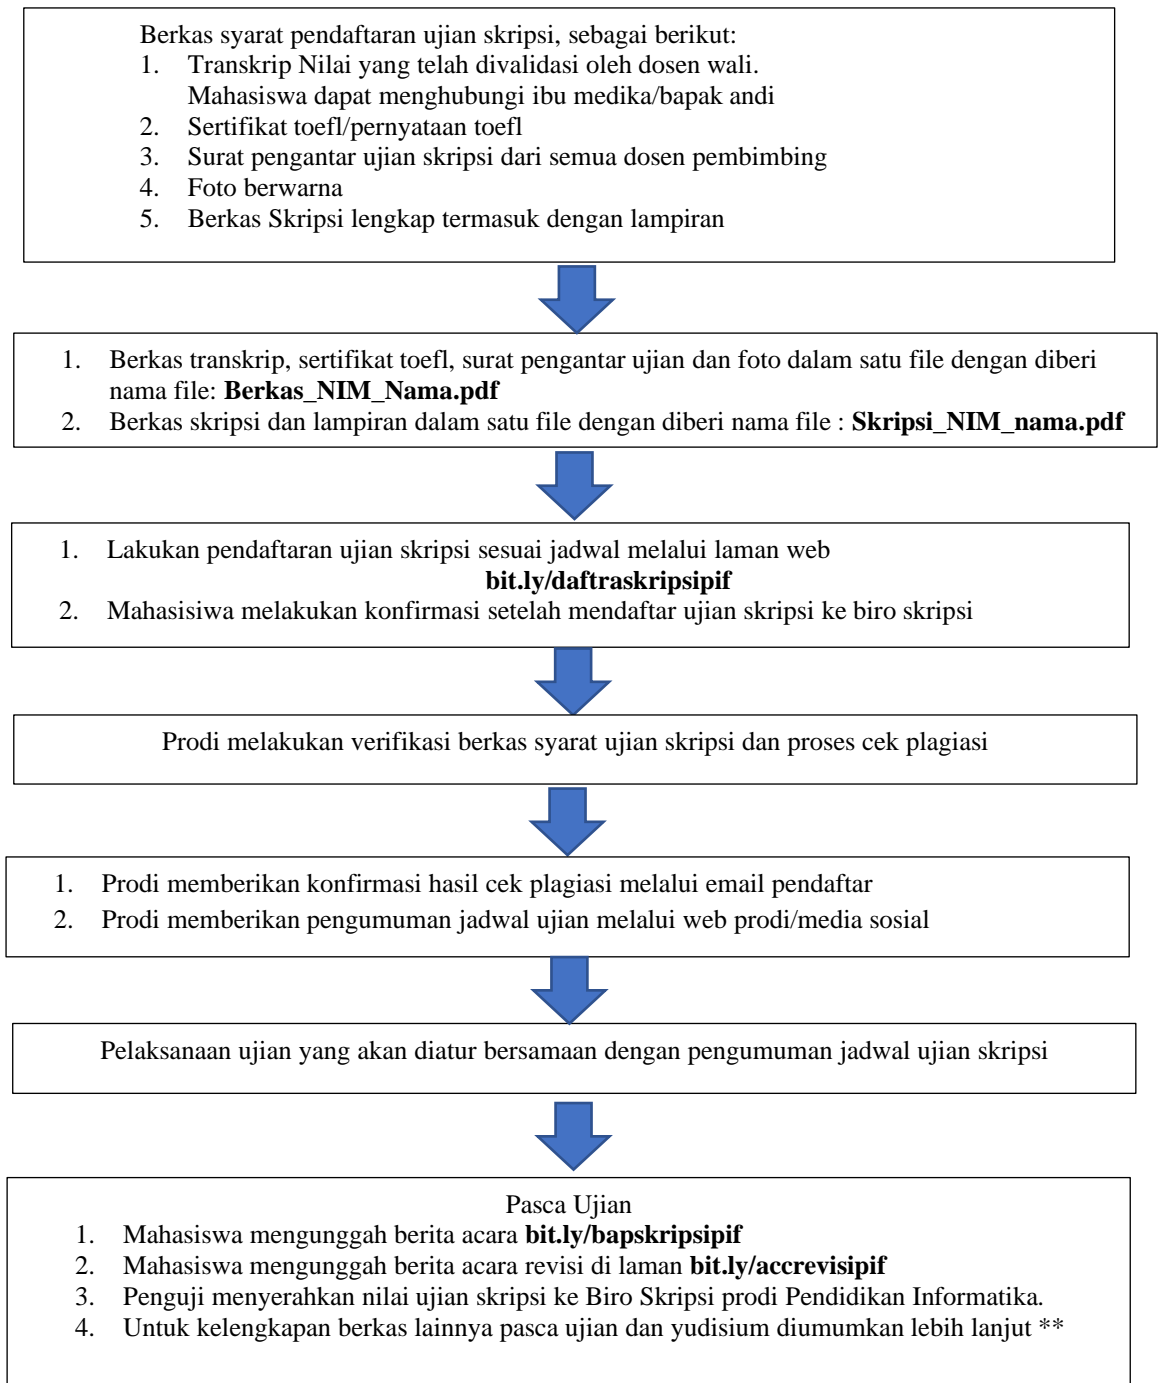 Berkas syarat pendaftaran ujian skripsi, sebagai berikut:
1. Transkrip Nilai yang telah divalidasi oleh dosen wali.
Mahasiswa dapat menghubungi ibu medika/bapak andi
2. Sertifikat toefl/pernyataan toefl
3. Surat pengantar ujian skripsi dari semua dosen pembimbing
4. Foto berwarna
5. Berkas Skripsi lengkap termasuk dengan lampiran
1. Berkas transkrip, sertifikat toefl, surat pengantar ujian dan foto dalam satu file dengan diberi
nama file: Berkas_NIM_Nama.pdf
2. Berkas skripsi dan lampiran dalam satu file dengan diberi nama file : Skripsi_NIM_nama.pdf
1. Lakukan pendaftaran ujian skripsi sesuai jadwal melalui laman web
bit.ly/daftraskripsipif
2. Mahasisiwa melakukan konfirmasi setelah mendaftar ujian skripsi ke biro skripsi
Prodi melakukan verifikasi berkas syarat ujian skripsi dan proses cek plagiasi
1. Prodi memberikan konfirmasi hasil cek plagiasi melalui email pendaftar
2. Prodi memberikan pengumuman jadwal ujian melalui web prodi/media sosial
Pelaksanaan ujian yang akan diatur bersamaan dengan pengumuman jadwal ujian skripsi
Pasca Ujian
1. Mahasiswa mengunggah berita acara bit.ly/bapskripsipif
2. Mahasiswa mengunggah berita acara revisi di laman bit.ly/accrevisipif
3. Penguji menyerahkan nilai ujian skripsi ke Biro Skripsi prodi Pendidikan Informatika.
4. Untuk kelengkapan berkas lainnya pasca ujian dan yudisium diumumkan lebih lanjut **